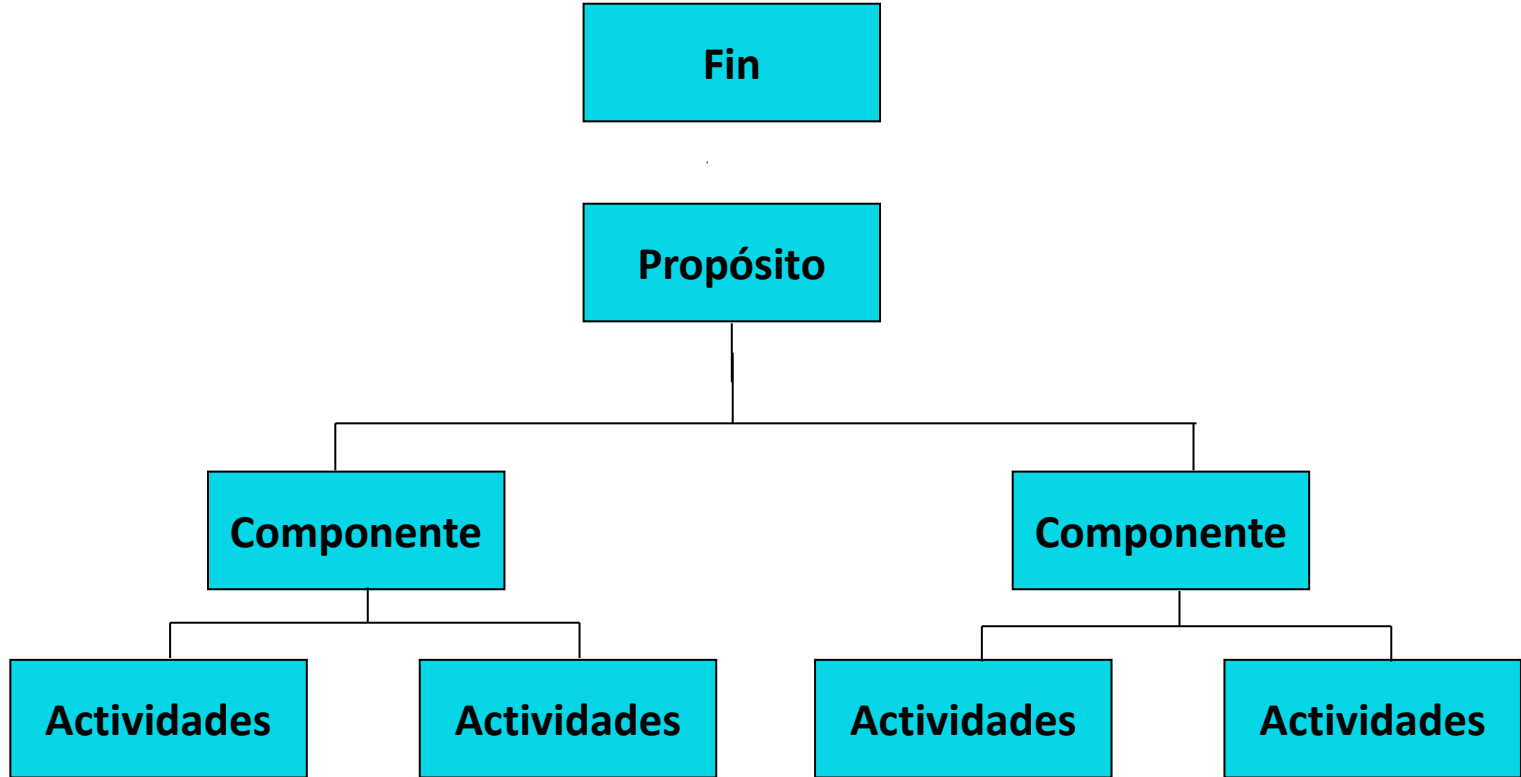 Fin
Propósito
Componente
Componente
Actividades
Actividades
Actividades
Actividades